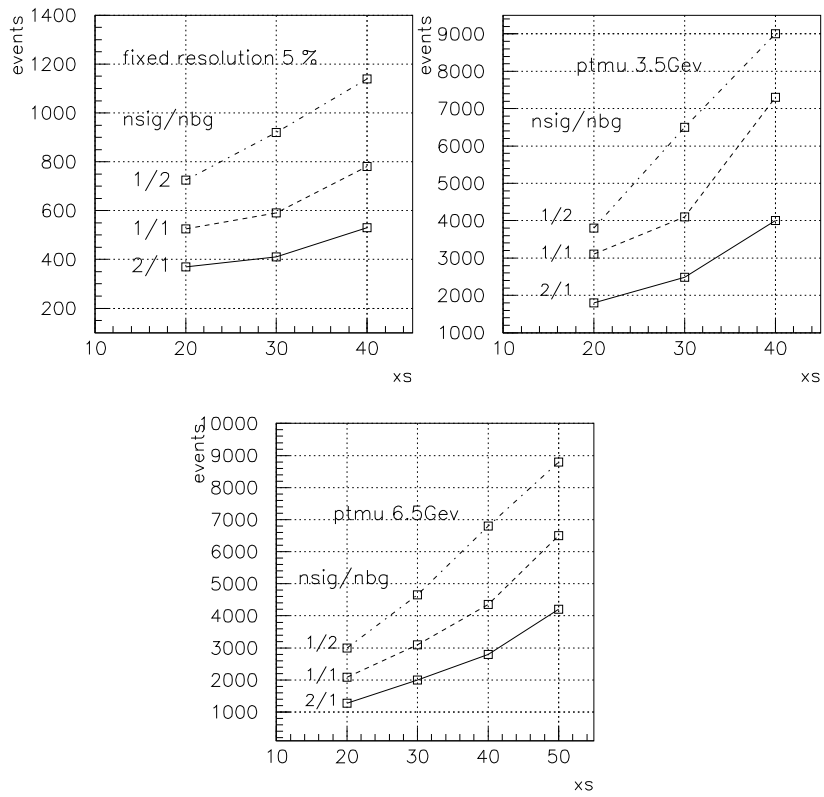 events
1400
1200
1000
800
600
400
200
fixed resolution 5 %
nsig/nbg
1/2
1/1
2/1
10 20 30 40
xs
events
9000
8000
7000
6000
5000
4000
3000
2000
1000
ptmu 3.5Gev
nsig/nbg
1/2
1/1
2/1
10 20 30 40
xs
events
10000
9000
8000
7000
6000
5000
4000
3000
2000
1000
ptmu 6.5Gev
nsig/nbg
1/2
1/1
2/1
10 20 30 40 50
xs